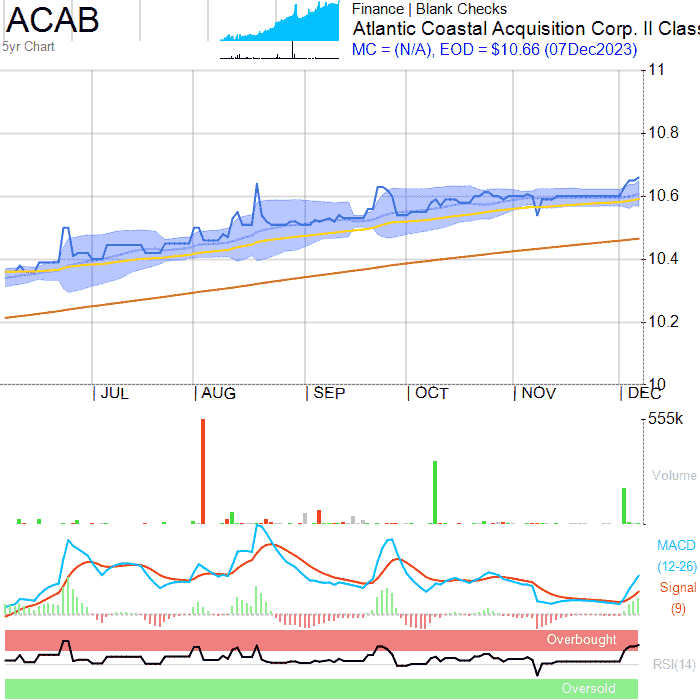 ACAB
5yr Chart
Finance | Blank Checks
Atlantic Coastal Acquisition Corp. II Clas
MC = (N/A), EOD = $10.66 (07Dec2023)
11
10.8
10.6
10.4
10.2
10
JUL AUG SEP OCT NOV DEC
555k
Volume
MACD
(12-26)
Signal
(9)
Overbought
RSI(14)
Oversold